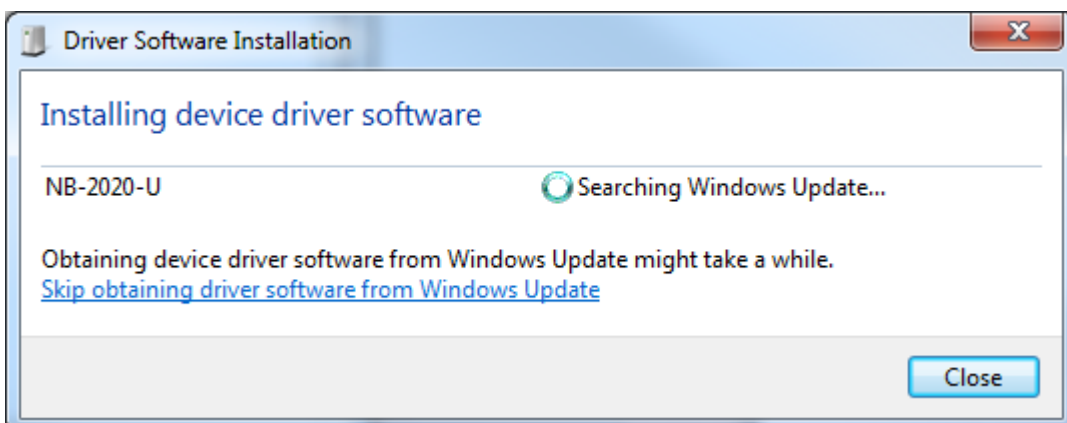 Driver Software Installation
Installing device driver software
NB-2020-U Searching Windows Update...
Obtaining device driver software from Windows Update might take a while.
Skip obtaining driver software from Windows Update
Close